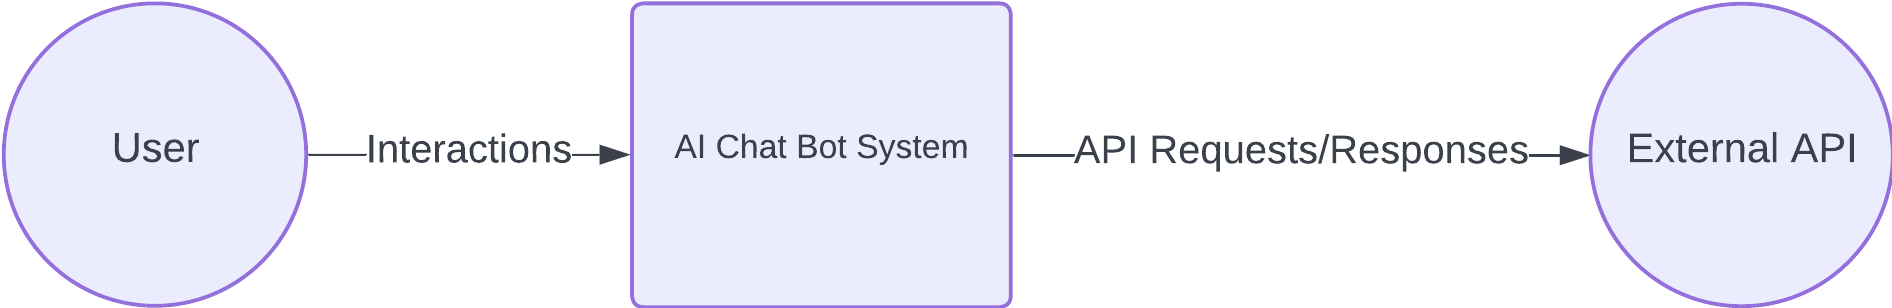 User
Interactions
AI Chat Bot System
API Requests/Responses
External API